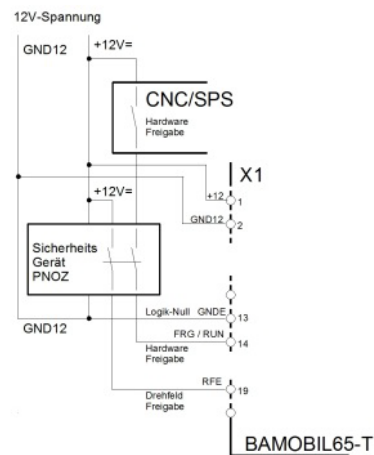 12V-Spannung
GND12
+12V=
CNC/SPS
Hardware
Freigabe
X1
+12V=
+12
1
GND12
2
Sicherheits
Gerät
PNOZ
Logik-Null GNDE
13
GND12
FRG / RUN
14
Hardware
Freigabe
RFE
19
Drehfeld
Freigabe
BAMOBIL65-T